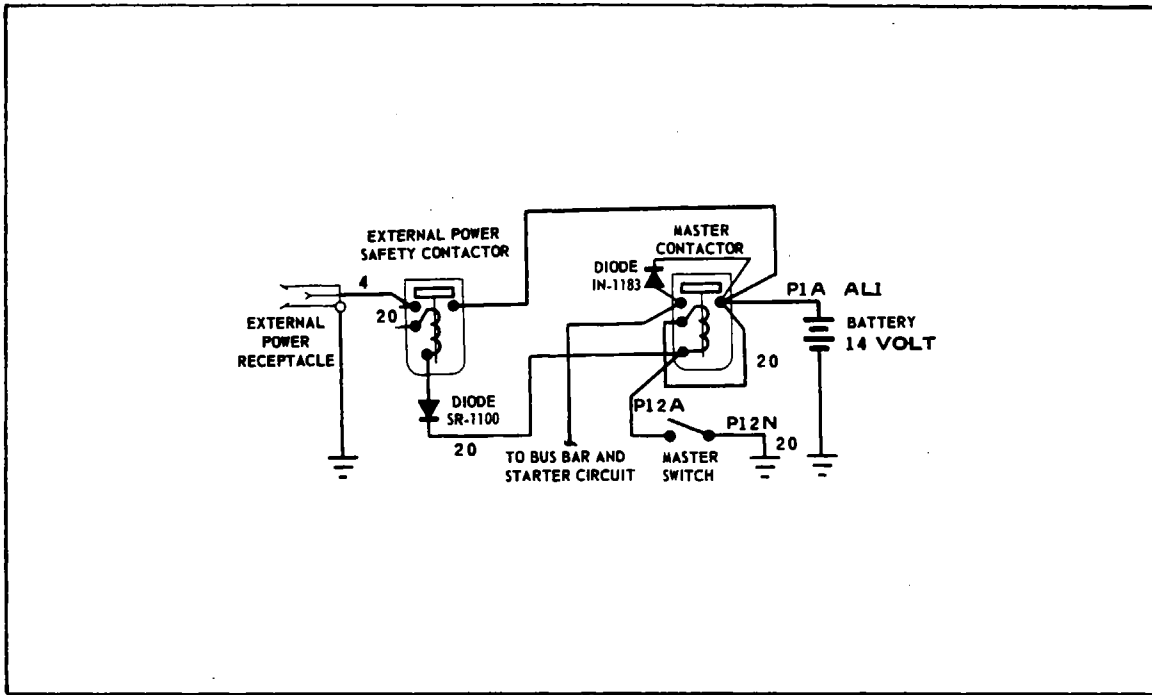 EXTERNAL POWER
SAFETY CONTACTOR
MASTER
CONTACTOR
DIODE
IN-1183
4
P1A ALI
20
EXTERNAL
POWER
RECEPTACLE
BATTERY
14 VOLT
20
DIODE
SR-1100
20
P12A
P12N
20
TO BUS BAR AND
STARTER CIRCUIT
MASTER
SWITCH